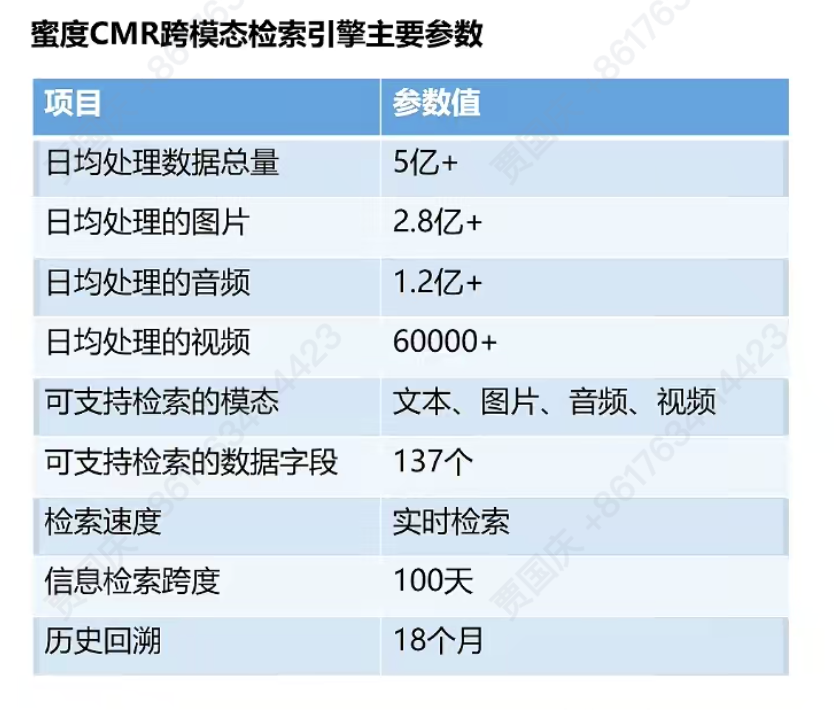 蜜度CMR跨模态检索引擎主要参数
项目 参数值
日均处理数据总量 5亿+
日均处理的图片 2.8亿+
日均处理的音频 1.2亿+
日均处理的视频 60000+
可支持检索的模态 文本、图片、音频、视频
可支持检索的数据字段 137个
检索速度 实时检索
信息检索跨度 100天
历史回溯 18个月